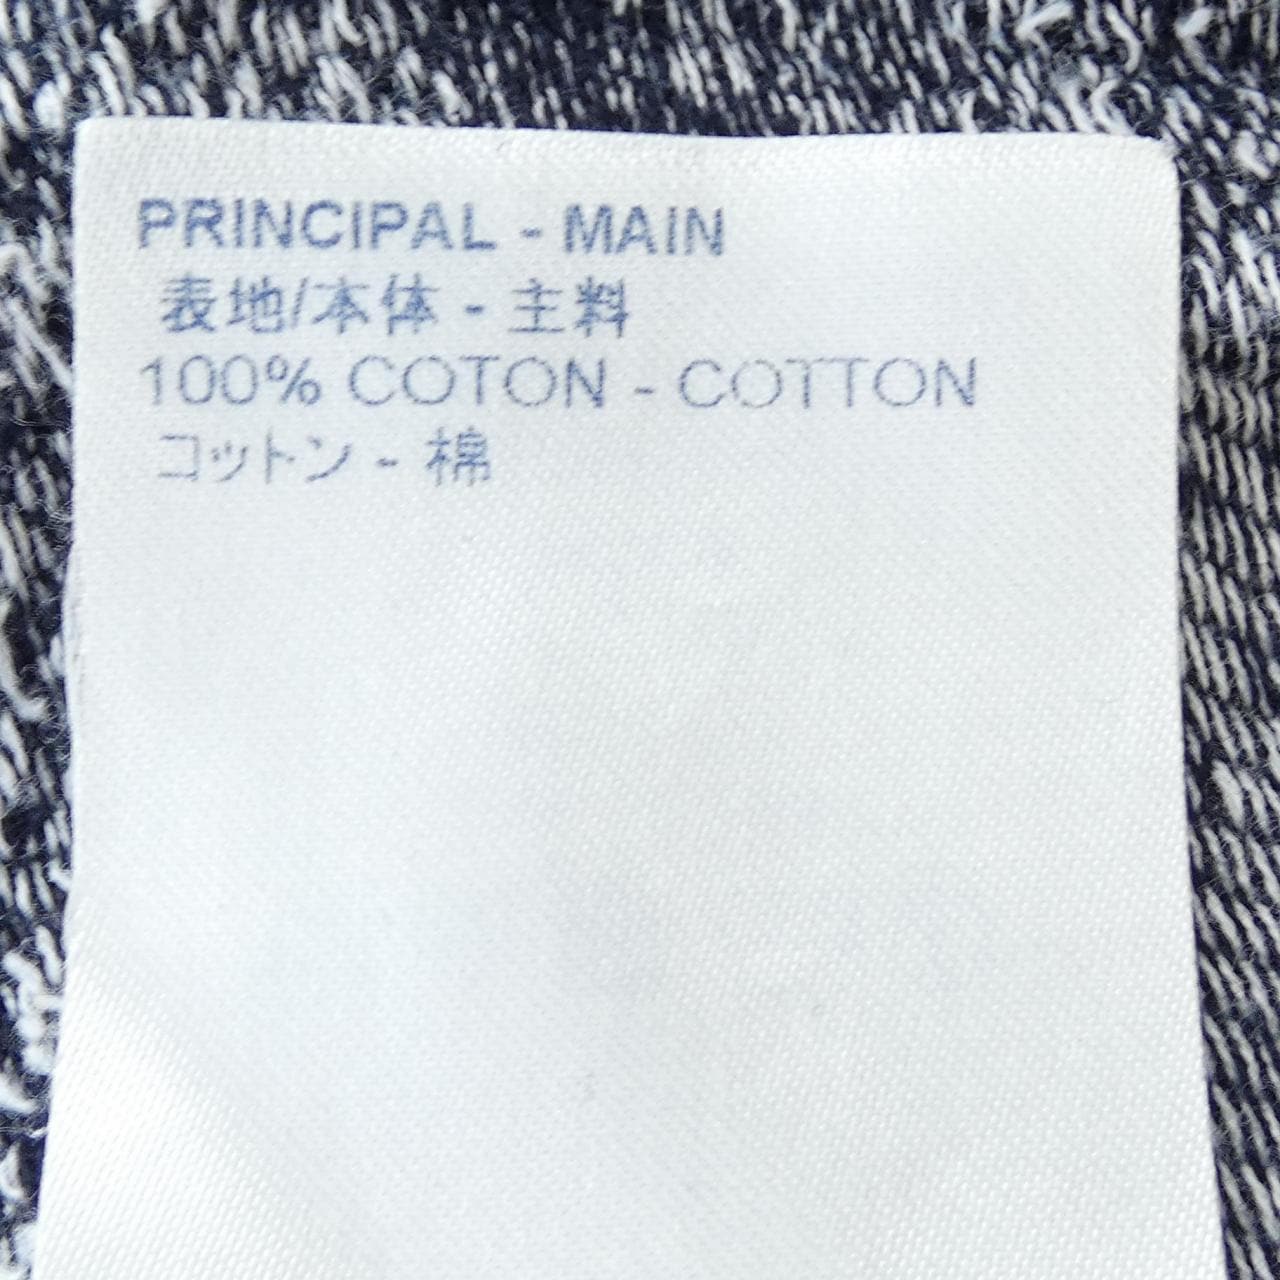 PRINCIPAL - MAIN
表地/本体 - 主料
100% COTON - COTTON
コットン - 棉